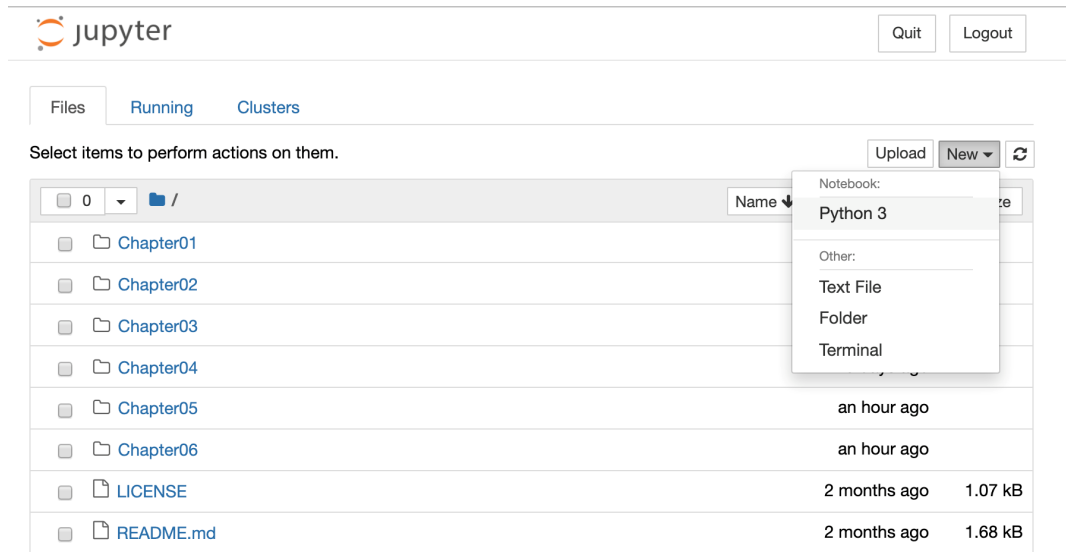 jupyter
Quit Logout
Files Running Clusters
Select items to perform actions on them.
Upload New
0 /
Name
Notebook:
Python 3
Other:
Text File
Folder
Terminal
Chapter01
Chapter02
Chapter03
Chapter04
Chapter05 an hour ago
Chapter06 an hour ago
LICENSE 2 months ago 1.07 kB
README.md 2 months ago 1.68 kB